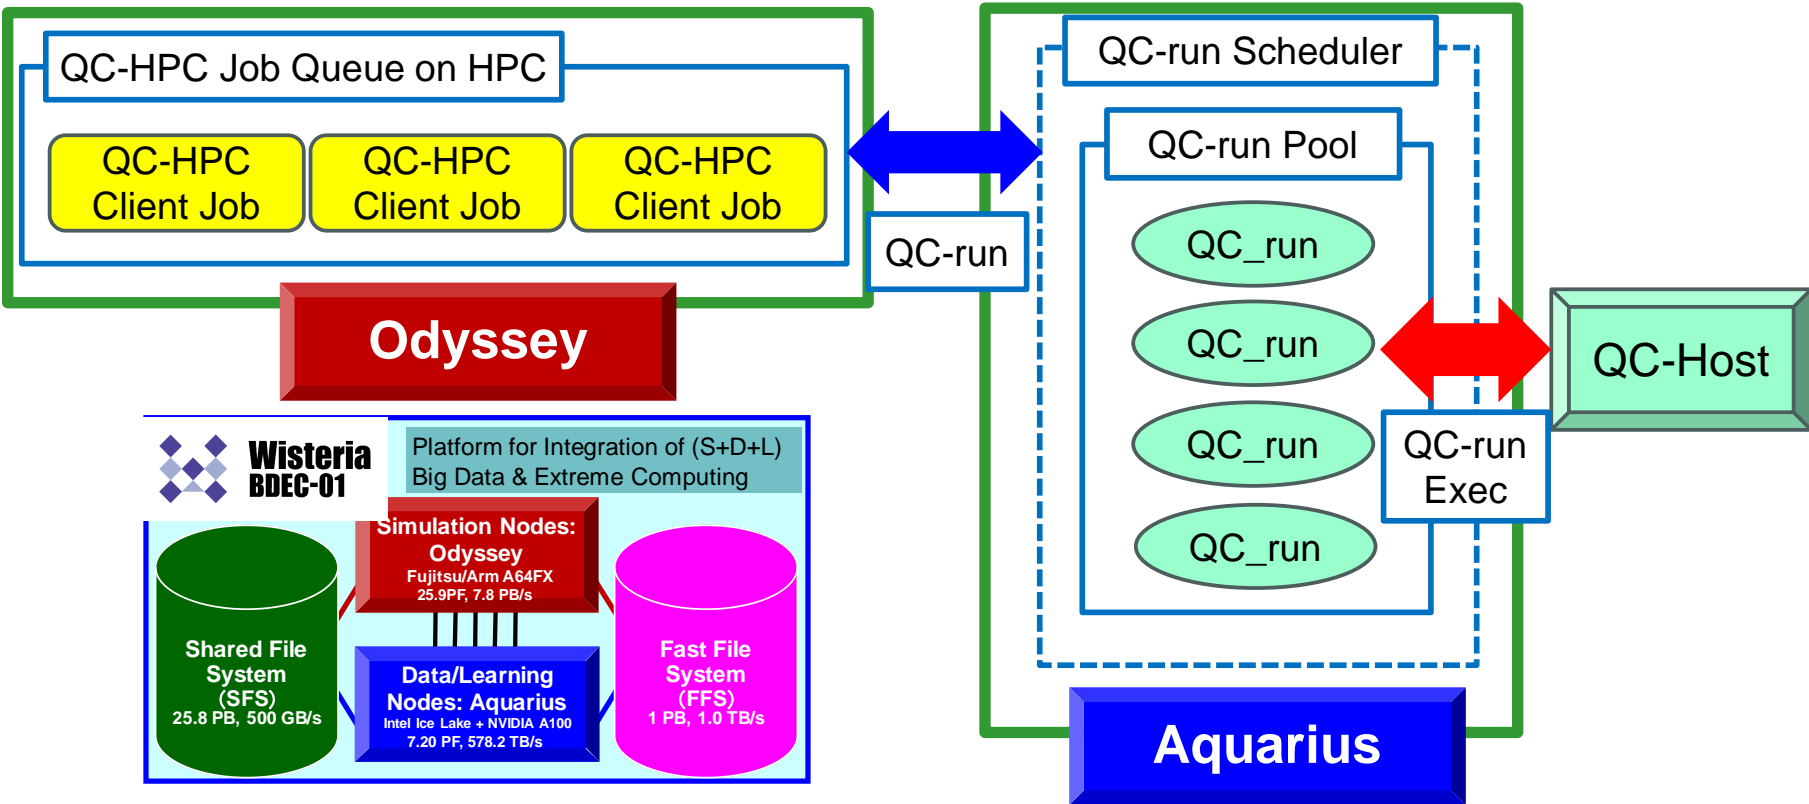 QC-HPC Job Queue on HPC
QC-HPC
Client Job
QC-HPC
Client Job
QC-HPC
Client Job
Odyssey
QC-run
QC-run Scheduler
QC-run Pool
QC_run
QC_run
QC_run
QC_run
QC-run
Exec
QC-Host
Aquarius
Wisteria
BDEC-01
Platform for Integration of (S+D+L)
Big Data & Extreme Computing
Simulation Nodes:
Odyssey
Fujitsu/Arm A64FX
25.9PF, 7.8 PB/s
Shared File
System
(SFS)
25.8 PB, 500 GB/s
Data/Learning
Nodes: Aquarius
Intel Ice Lake + NVIDIA A100
7.20 PF, 578.2 TB/s
Fast File
System
(FFS)
1 PB, 1.0 TB/s